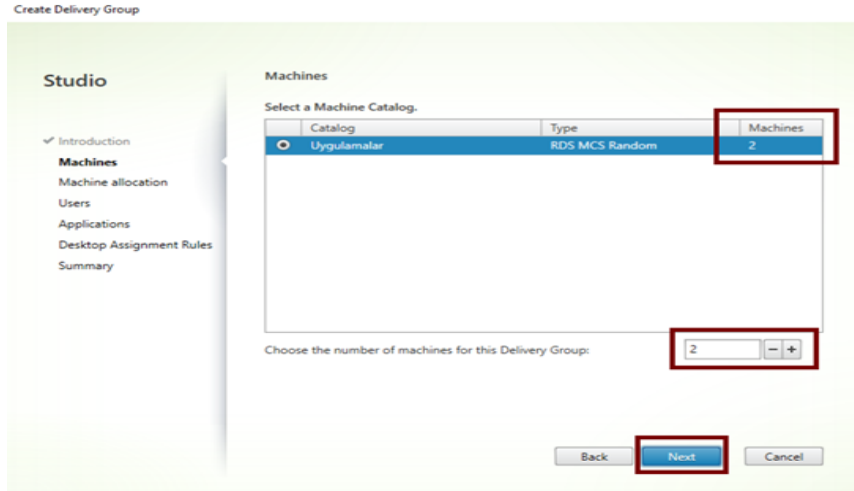 Create Delivery Group
Studio
✔ Introduction
Machines
Machine allocation
Users
Applications
Desktop Assignment Rules
Summary
Machines
Select a Machine Catalog.
Catalog Type Machines
Uygulamalar RDS MCS Random 2
Choose the number of machines for this Delivery Group: 2 − +
Back Next Cancel